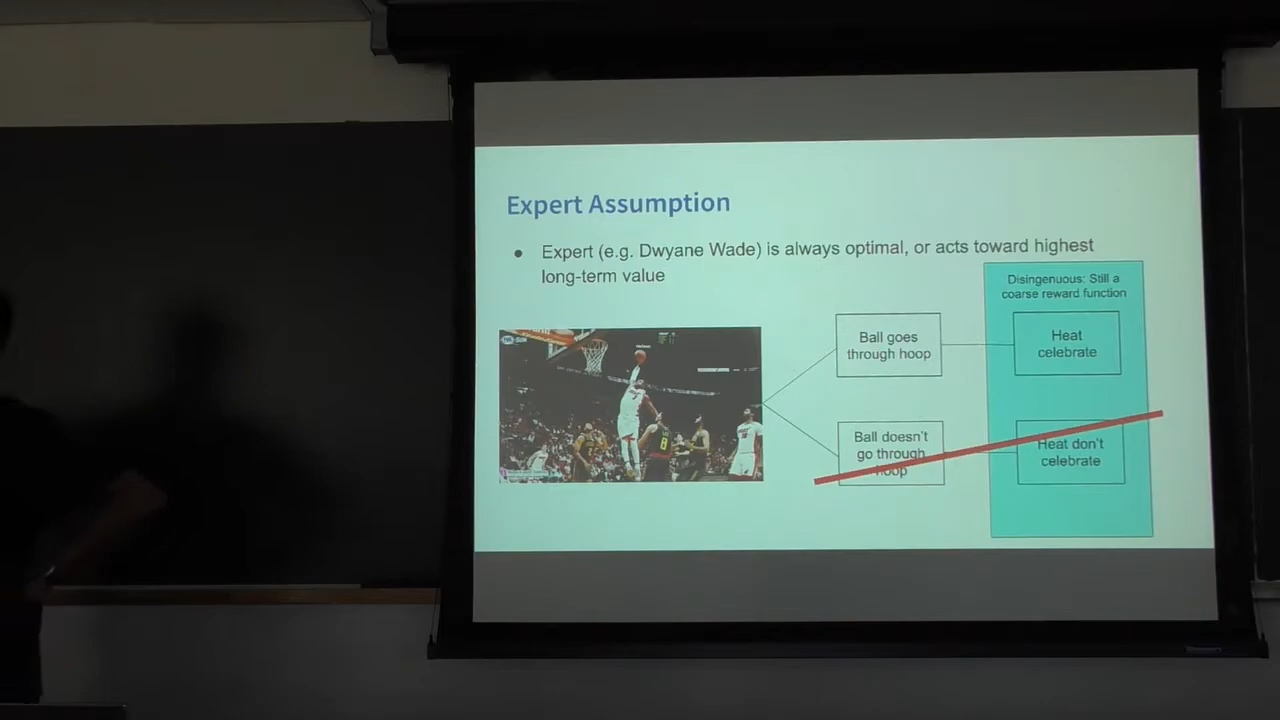 Expert Assumption
● Expert (e.g. Dwyane Wade) is always optimal, or acts toward highest
long-term value
Disingenuous: Still a
coarse reward function
Ball goes
through hoop
Heat
celebrate
Ball doesn't
go through
hoop
Heat don't
celebrate
8